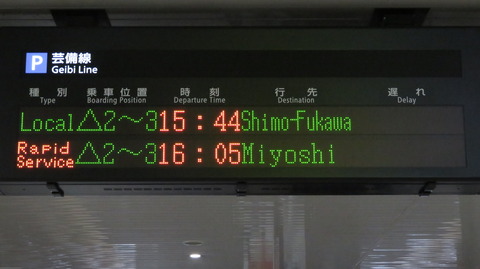 P 芸備線
Geibi Line
種別 乗車位置 時刻 行先 遅れ
Type Boarding Position Departure Time Destination Delay
Local △2〜3 15:44 Shimo-Fukawa
Rapid Service △2〜3 16:05 Miyoshi